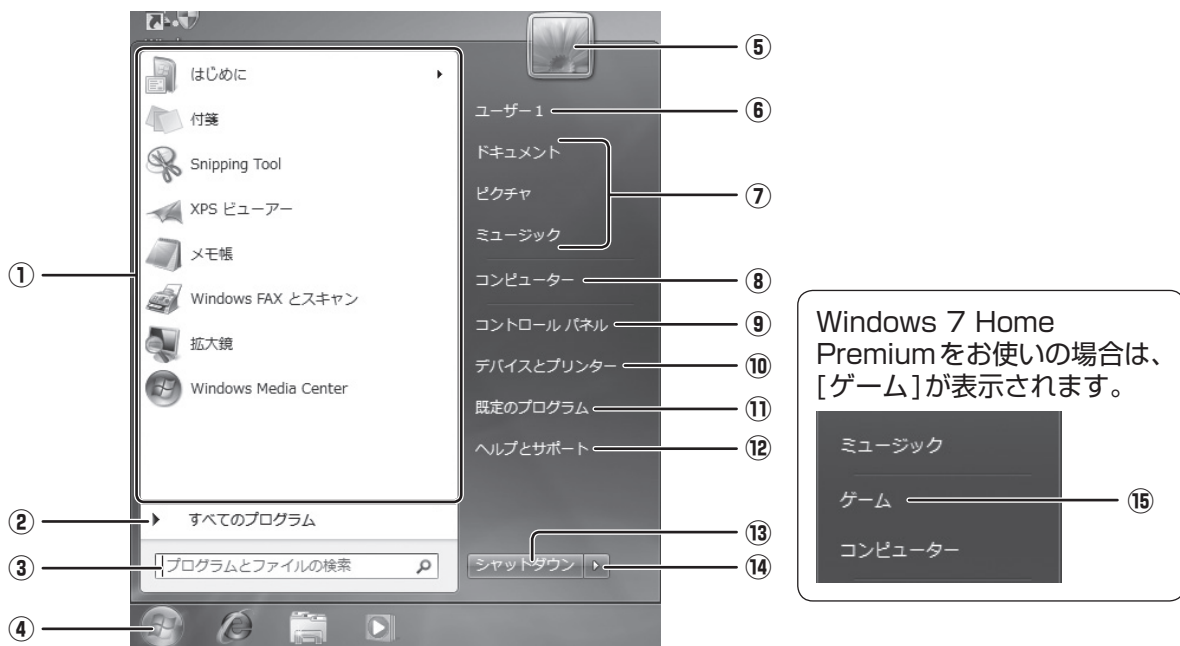 はじめに
付箋
Snipping Tool
XPS ビューアー
メモ帳
Windows FAX とスキャン
拡大鏡
Windows Media Center
すべてのプログラム
プログラムとファイルの検索
ユーザー1
ドキュメント
ピクチャ
ミュージック
コンピューター
コントロール パネル
デバイスとプリンター
既定のプログラム
ヘルプとサポート
シャットダウン
①
②
③
④
⑤
⑥
⑦
⑧
⑨
⑩
⑪
⑫
⑬
⑭
Windows 7 Home
Premiumをお使いの場合は、
[ゲーム]が表示されます。
ミュージック
ゲーム
コンピューター
⑮